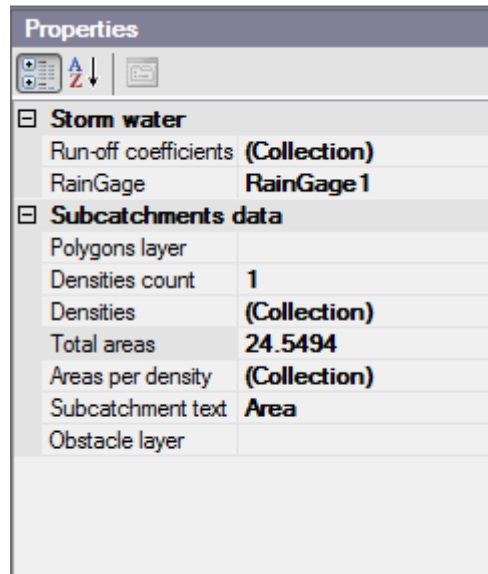 Properties
A
Z
Storm water
Run-off coefficients (Collection)
RainGage RainGage1
Subcatchments data
Polygons layer
Densities count 1
Densities (Collection)
Total areas 24.5494
Areas per density (Collection)
Subcatchment text Area
Obstacle layer